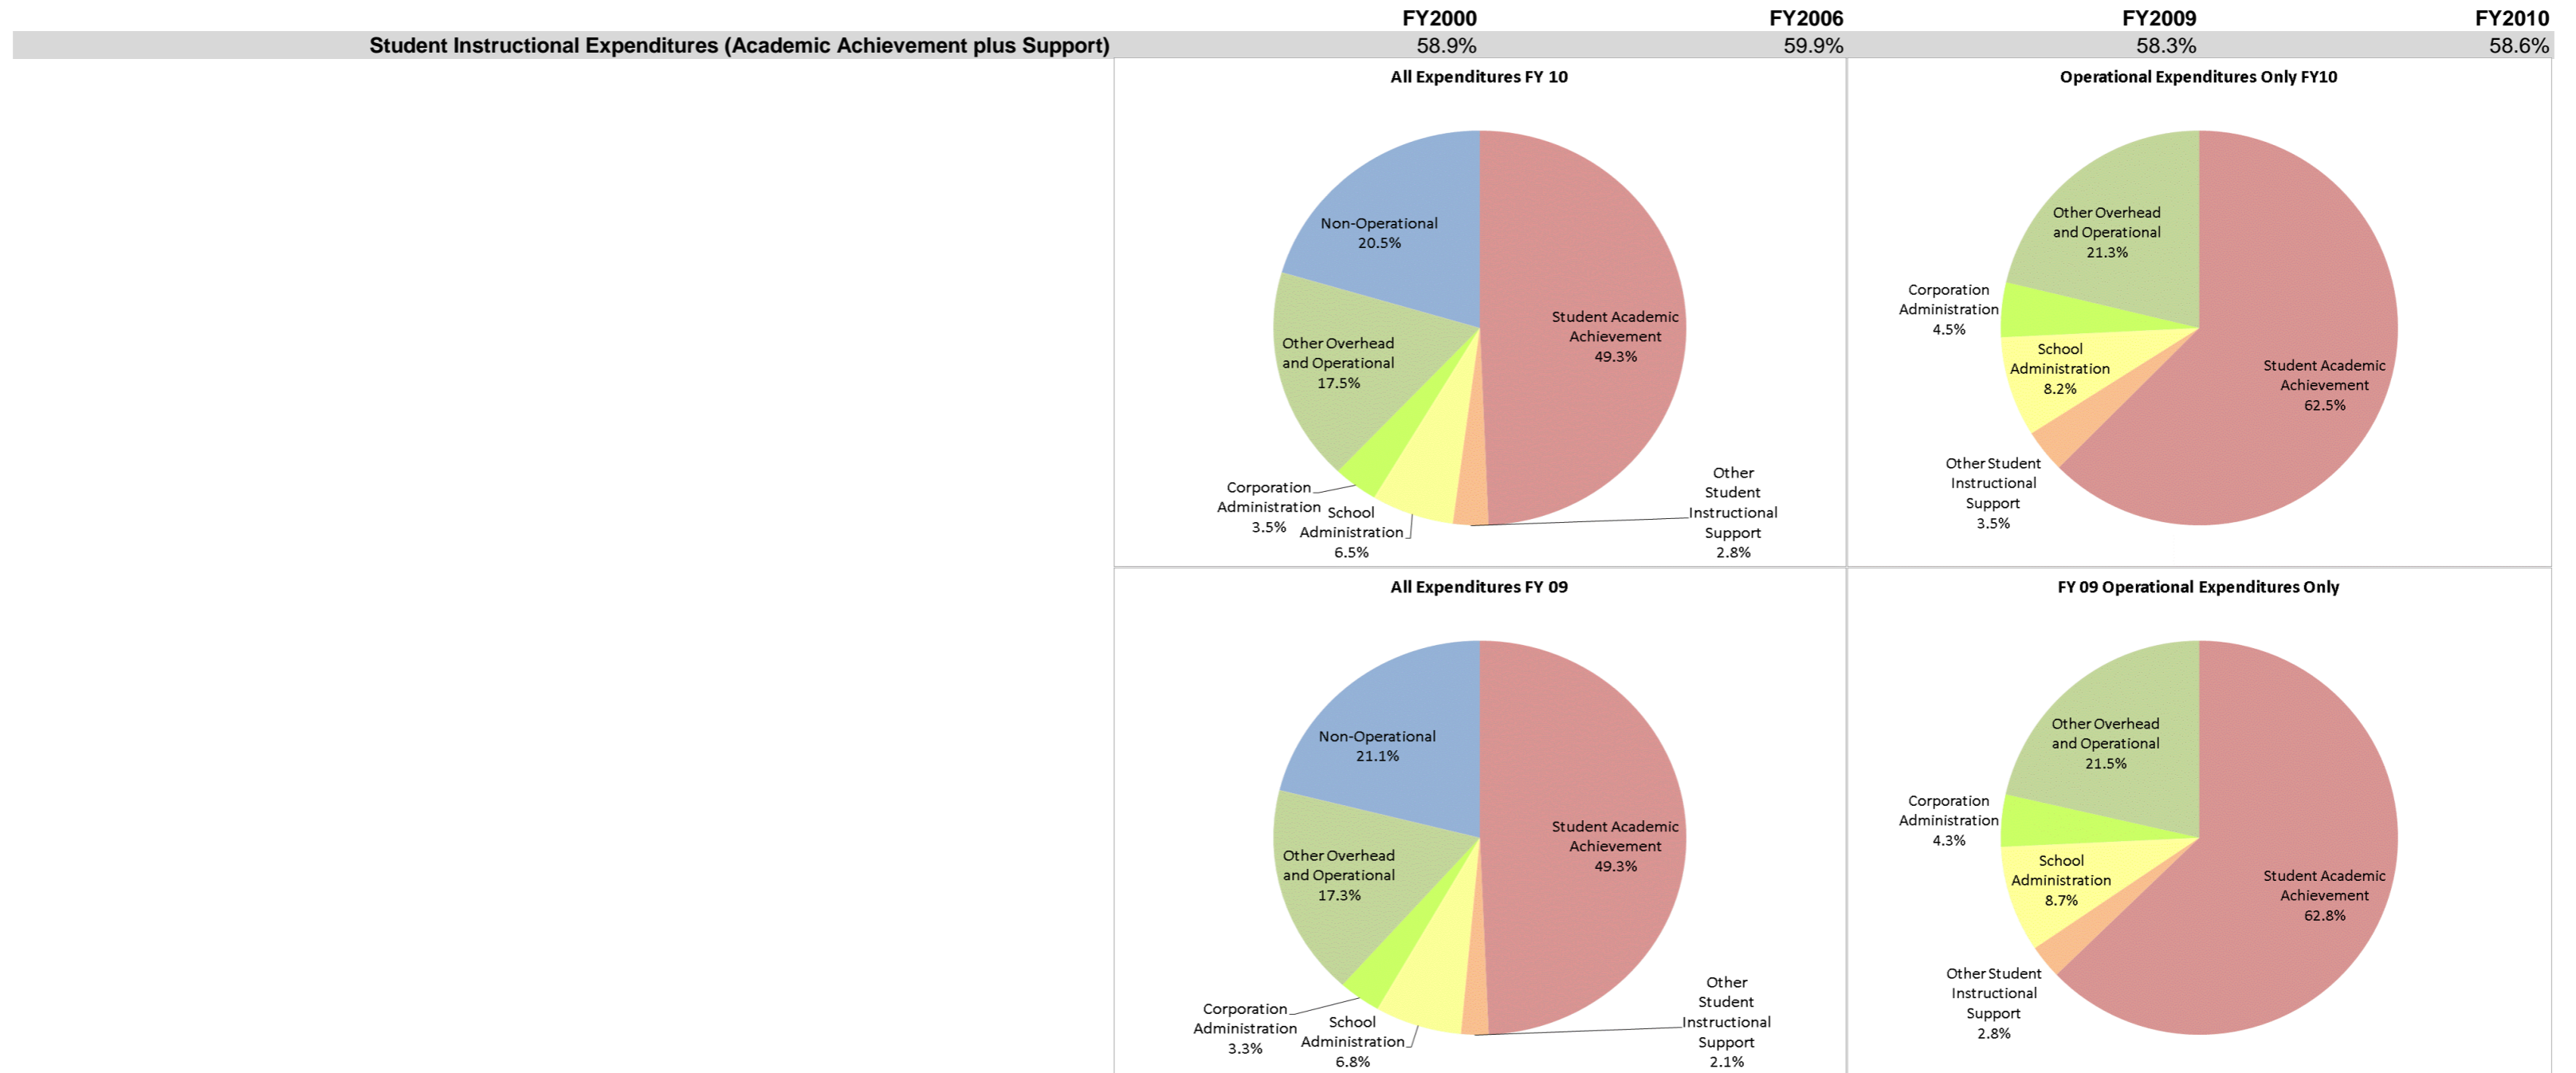 FY2000 FY2006 FY2009 FY2010
Student Instructional Expenditures (Academic Achievement plus Support) 58.9% 59.9% 58.3% 58.6%
All Expenditures FY 10
Non-Operational
20.5%
Student Academic
Achievement
49.3%
Other Overhead
and Operational
17.5%
Corporation
Administration
3.5%
School
Administration
6.5%
Other
Student
Instructional
Support
2.8%
Operational Expenditures Only FY10
Other Overhead
and Operational
21.3%
Corporation
Administration
4.5%
School
Administration
8.2%
Student Academic
Achievement
62.5%
Other Student
Instructional
Support
3.5%
All Expenditures FY 09
Non-Operational
21.1%
Student Academic
Achievement
49.3%
Other Overhead
and Operational
17.3%
Corporation
Administration
3.3%
School
Administration
6.8%
Other
Student
Instructional
Support
2.1%
FY 09 Operational Expenditures Only
Other Overhead
and Operational
21.5%
Corporation
Administration
4.3%
School
Administration
8.7%
Student Academic
Achievement
62.8%
Other Student
Instructional
Support
2.8%